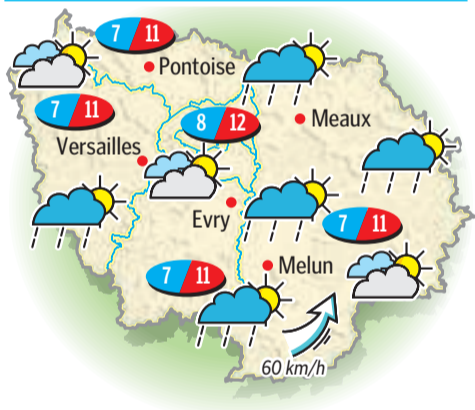 7 11
Pontoise
7 11
8 12
Meaux
Versailles
Evry
7 11
Melun
7 11
60 km/h